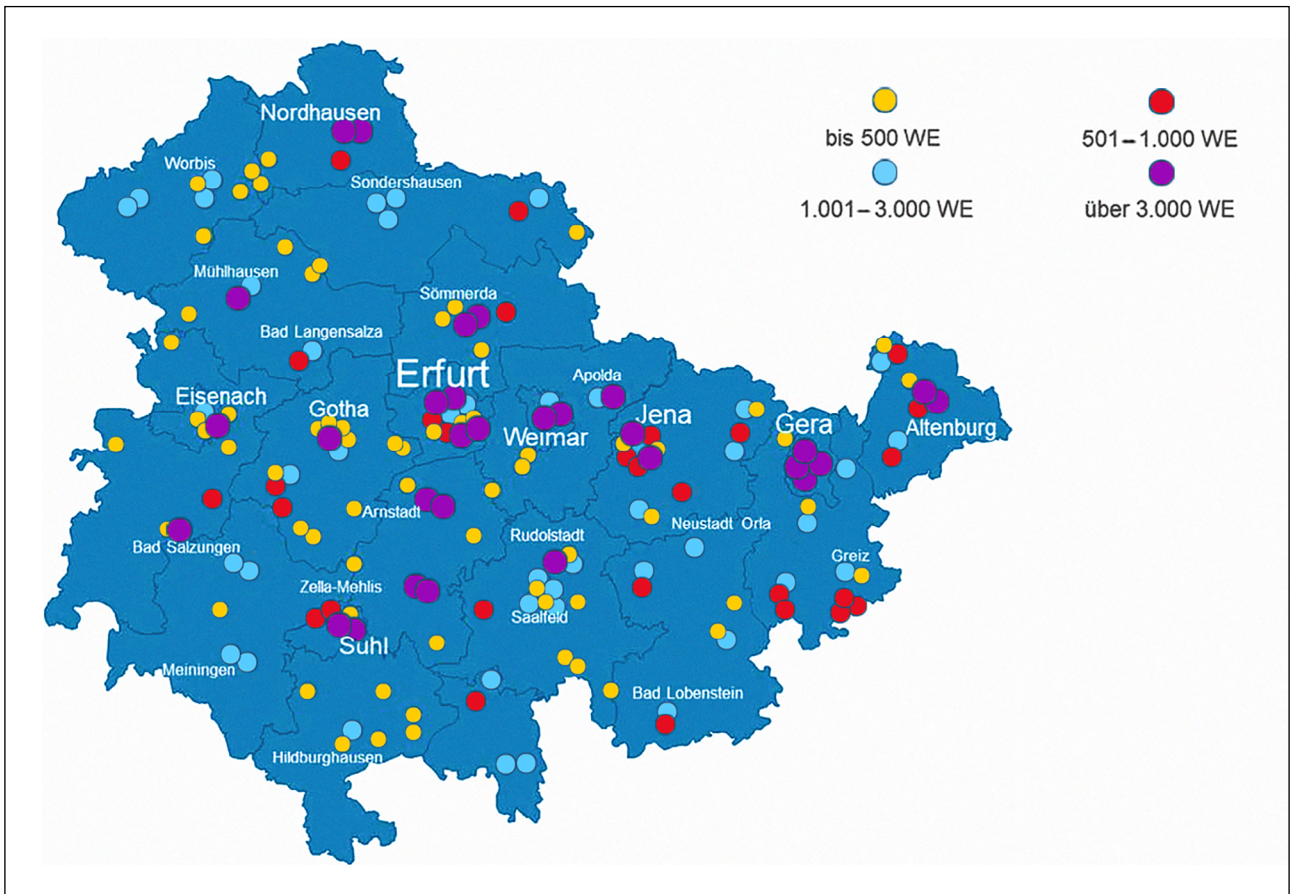 Nordhausen
bis 500 WE
501–1.000 WE
Worbis
Sondershausen
1.001–3.000 WE
über 3.000 WE
Mühlhausen
Sömmerda
Bad Langensalza
Erfurt
Apolda
Eisenach
Gotha
Jena
Weimar
Gera
Altenburg
Arnstadt
Neustadt Orla
Rudolstadt
Bad Salzungen
Greiz
Zella-Mehlis
Saalfeld
Suhl
Meiningen
Bad Lobenstein
Hildburghausen